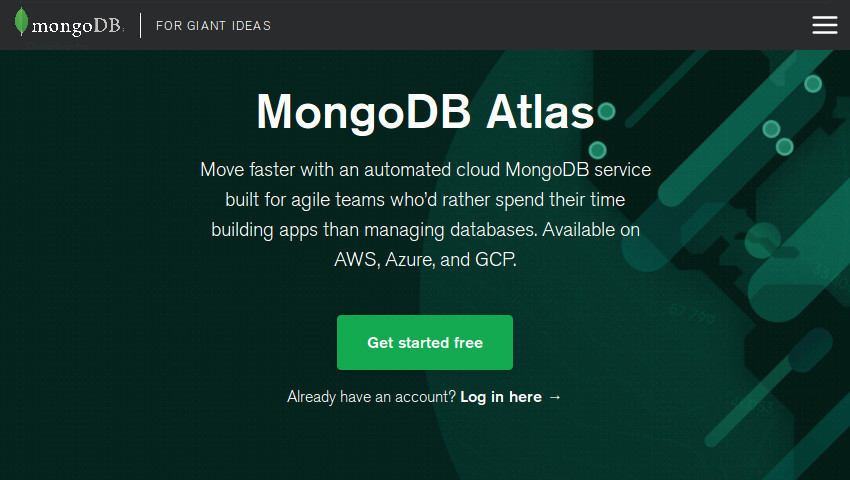 mongoDB.
FOR GIANT IDEAS
MongoDB Atlas
Move faster with an automated cloud MongoDB service
built for agile teams who’d rather spend their time
building apps than managing databases. Available on
AWS, Azure, and GCP.
57.799
Get started free
Already have an account? Log in here →